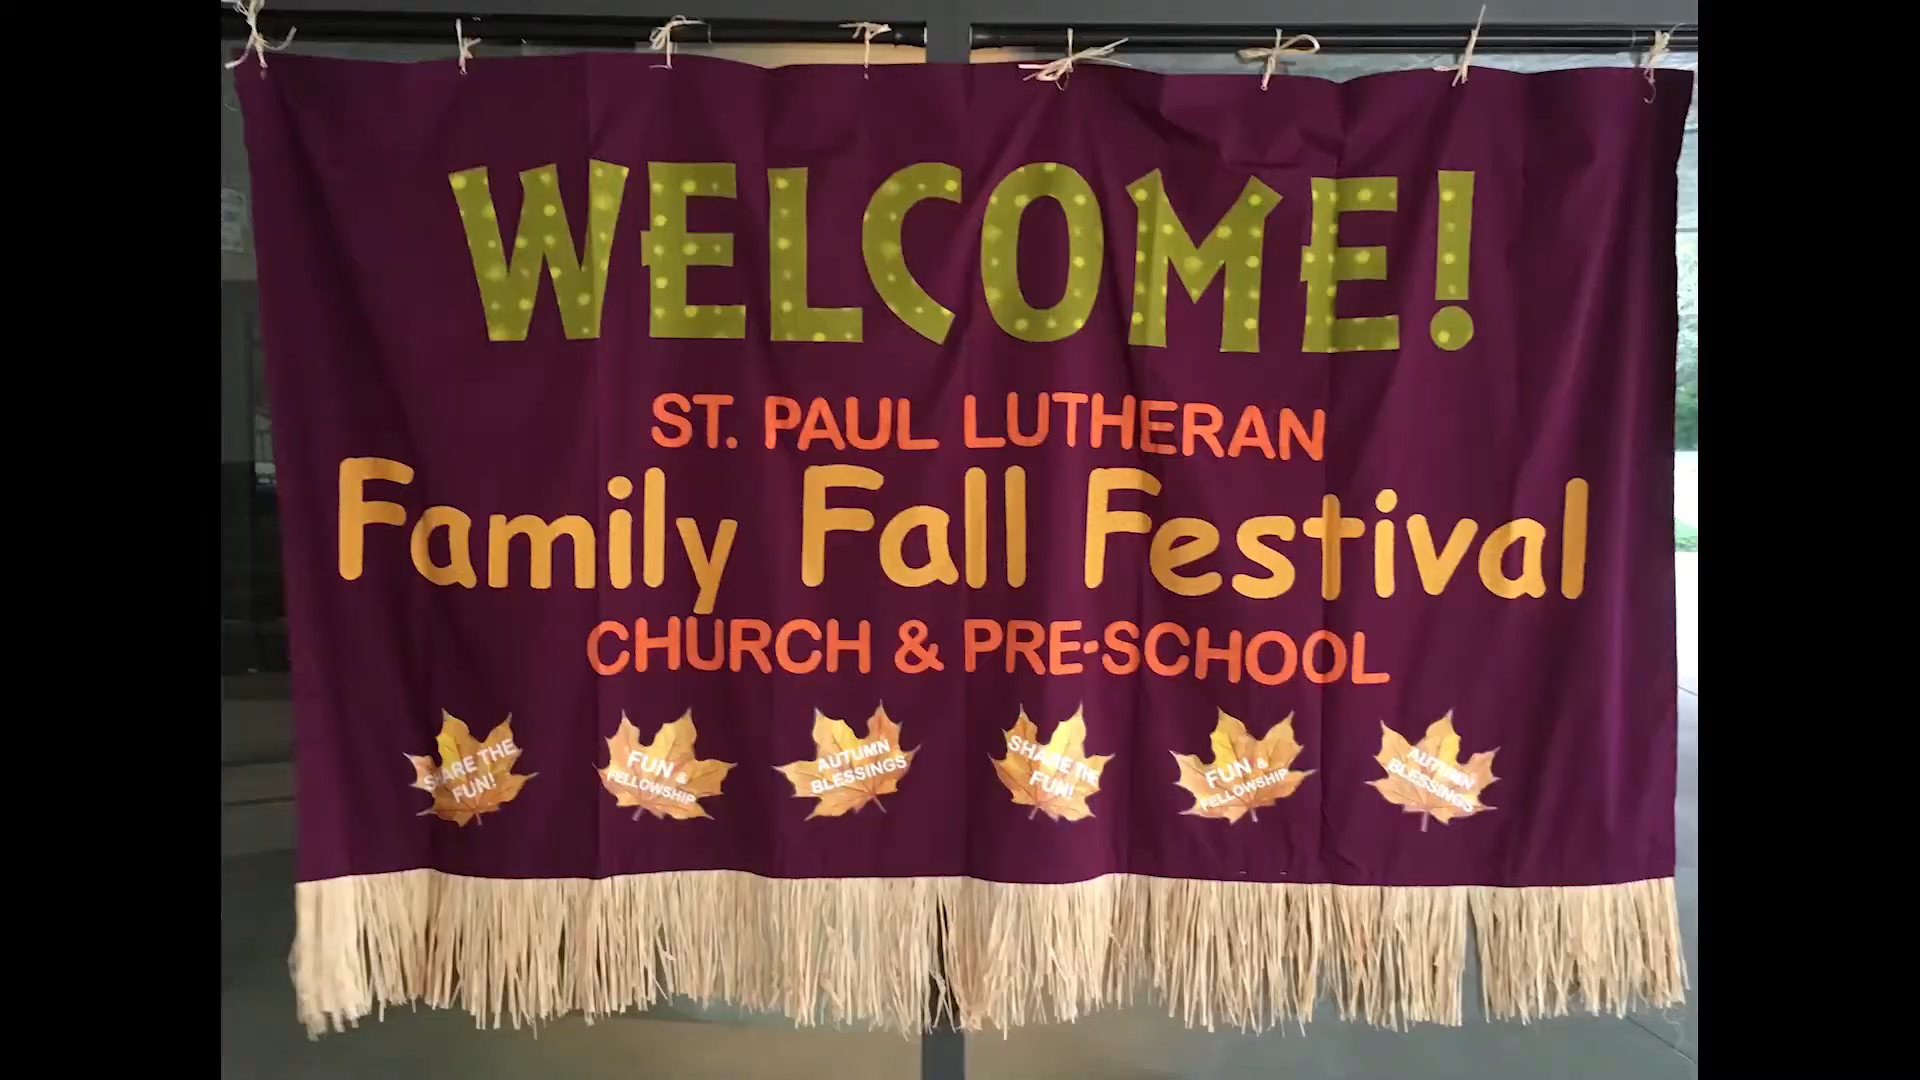 WELCOME!
ST. PAUL LUTHERAN
Family Fall Festival
CHURCH & PRE-SCHOOL
SHARE THE
FUN!
FUN &
FELLOWSHIP
AUTUMN
BLESSINGS
SHARE THE
FUN!
FUN &
FELLOWSHIP
AUTUMN
BLESSINGS